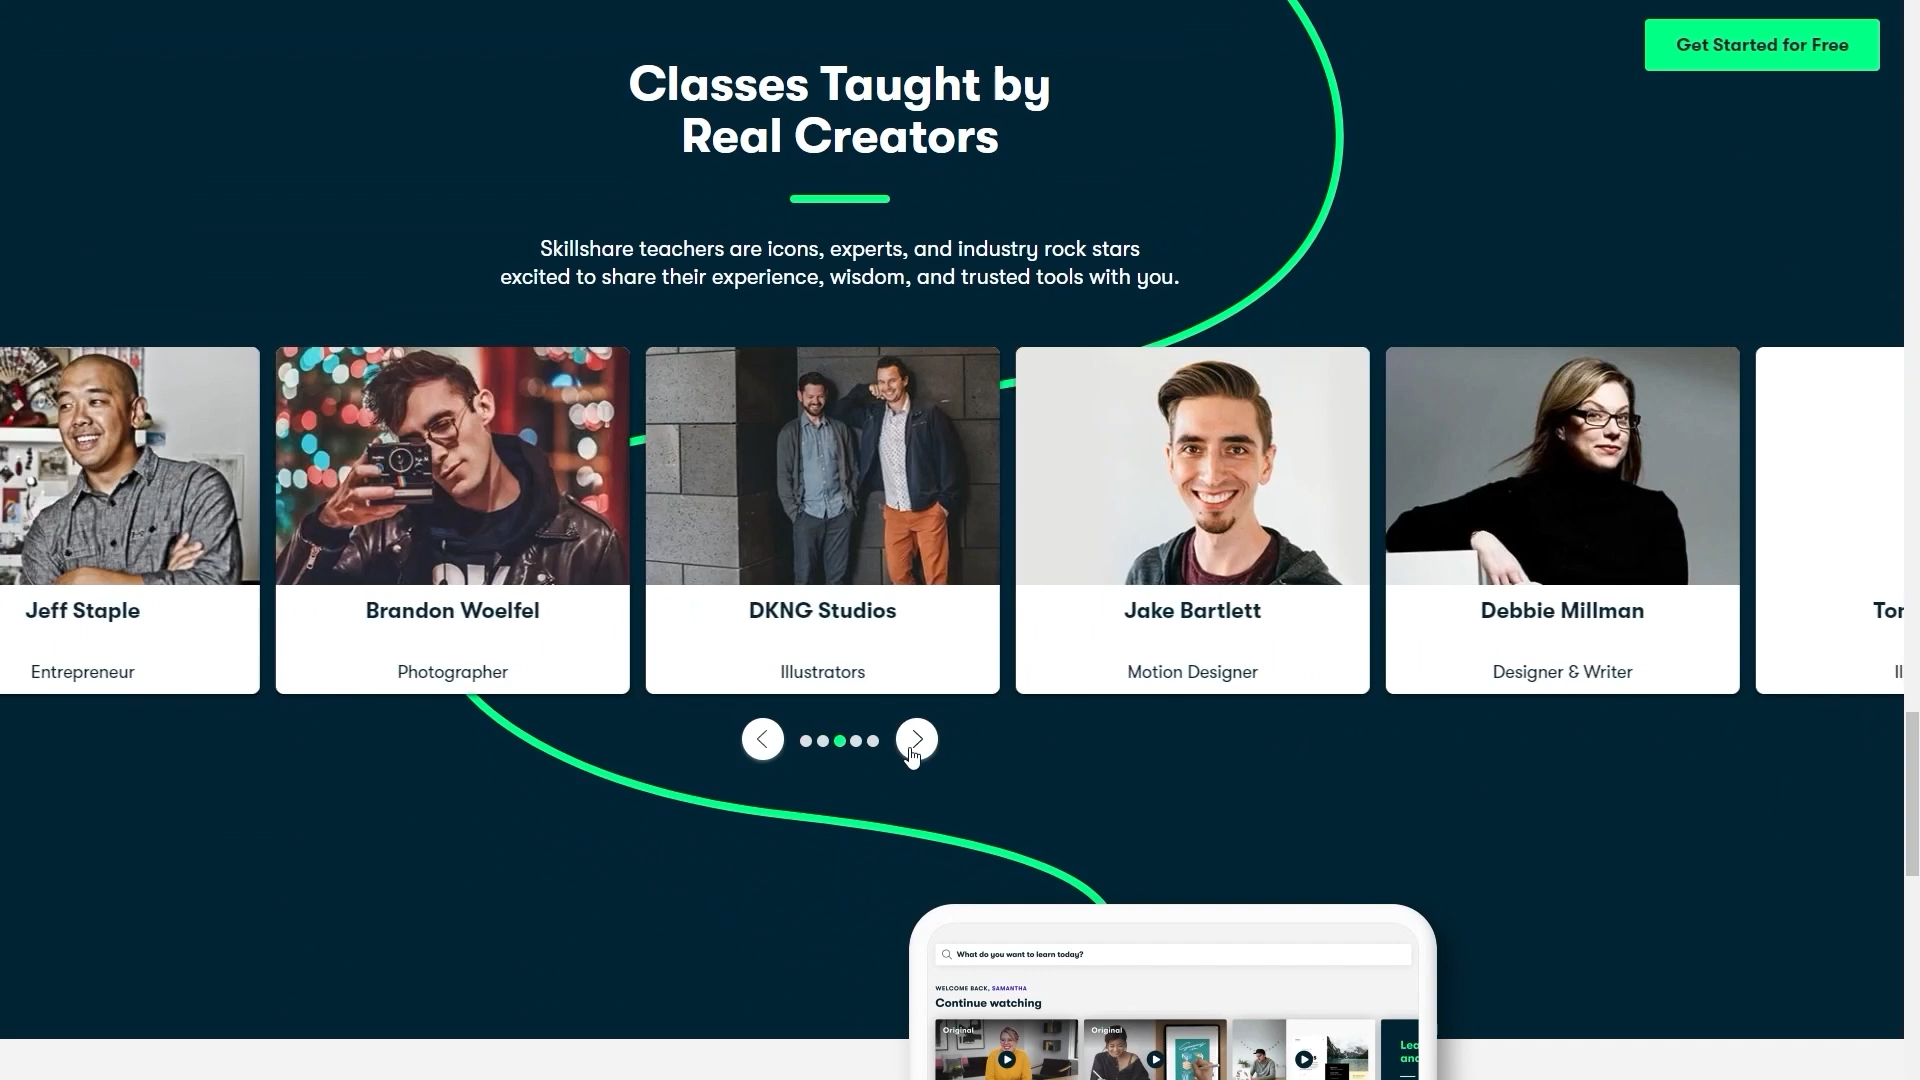 Get Started for Free
Classes Taught by
Real Creators
Skillshare teachers are icons, experts, and industry rock stars
excited to share their experience, wisdom, and trusted tools with you.
Jeff Staple
Entrepreneur
Brandon Woelfel
Photographer
DKNG Studios
Illustrators
Jake Bartlett
Motion Designer
Debbie Millman
Designer & Writer
What do you want to learn today?
WELCOME BACK, SAMANTHA
Continue watching
Original
Original